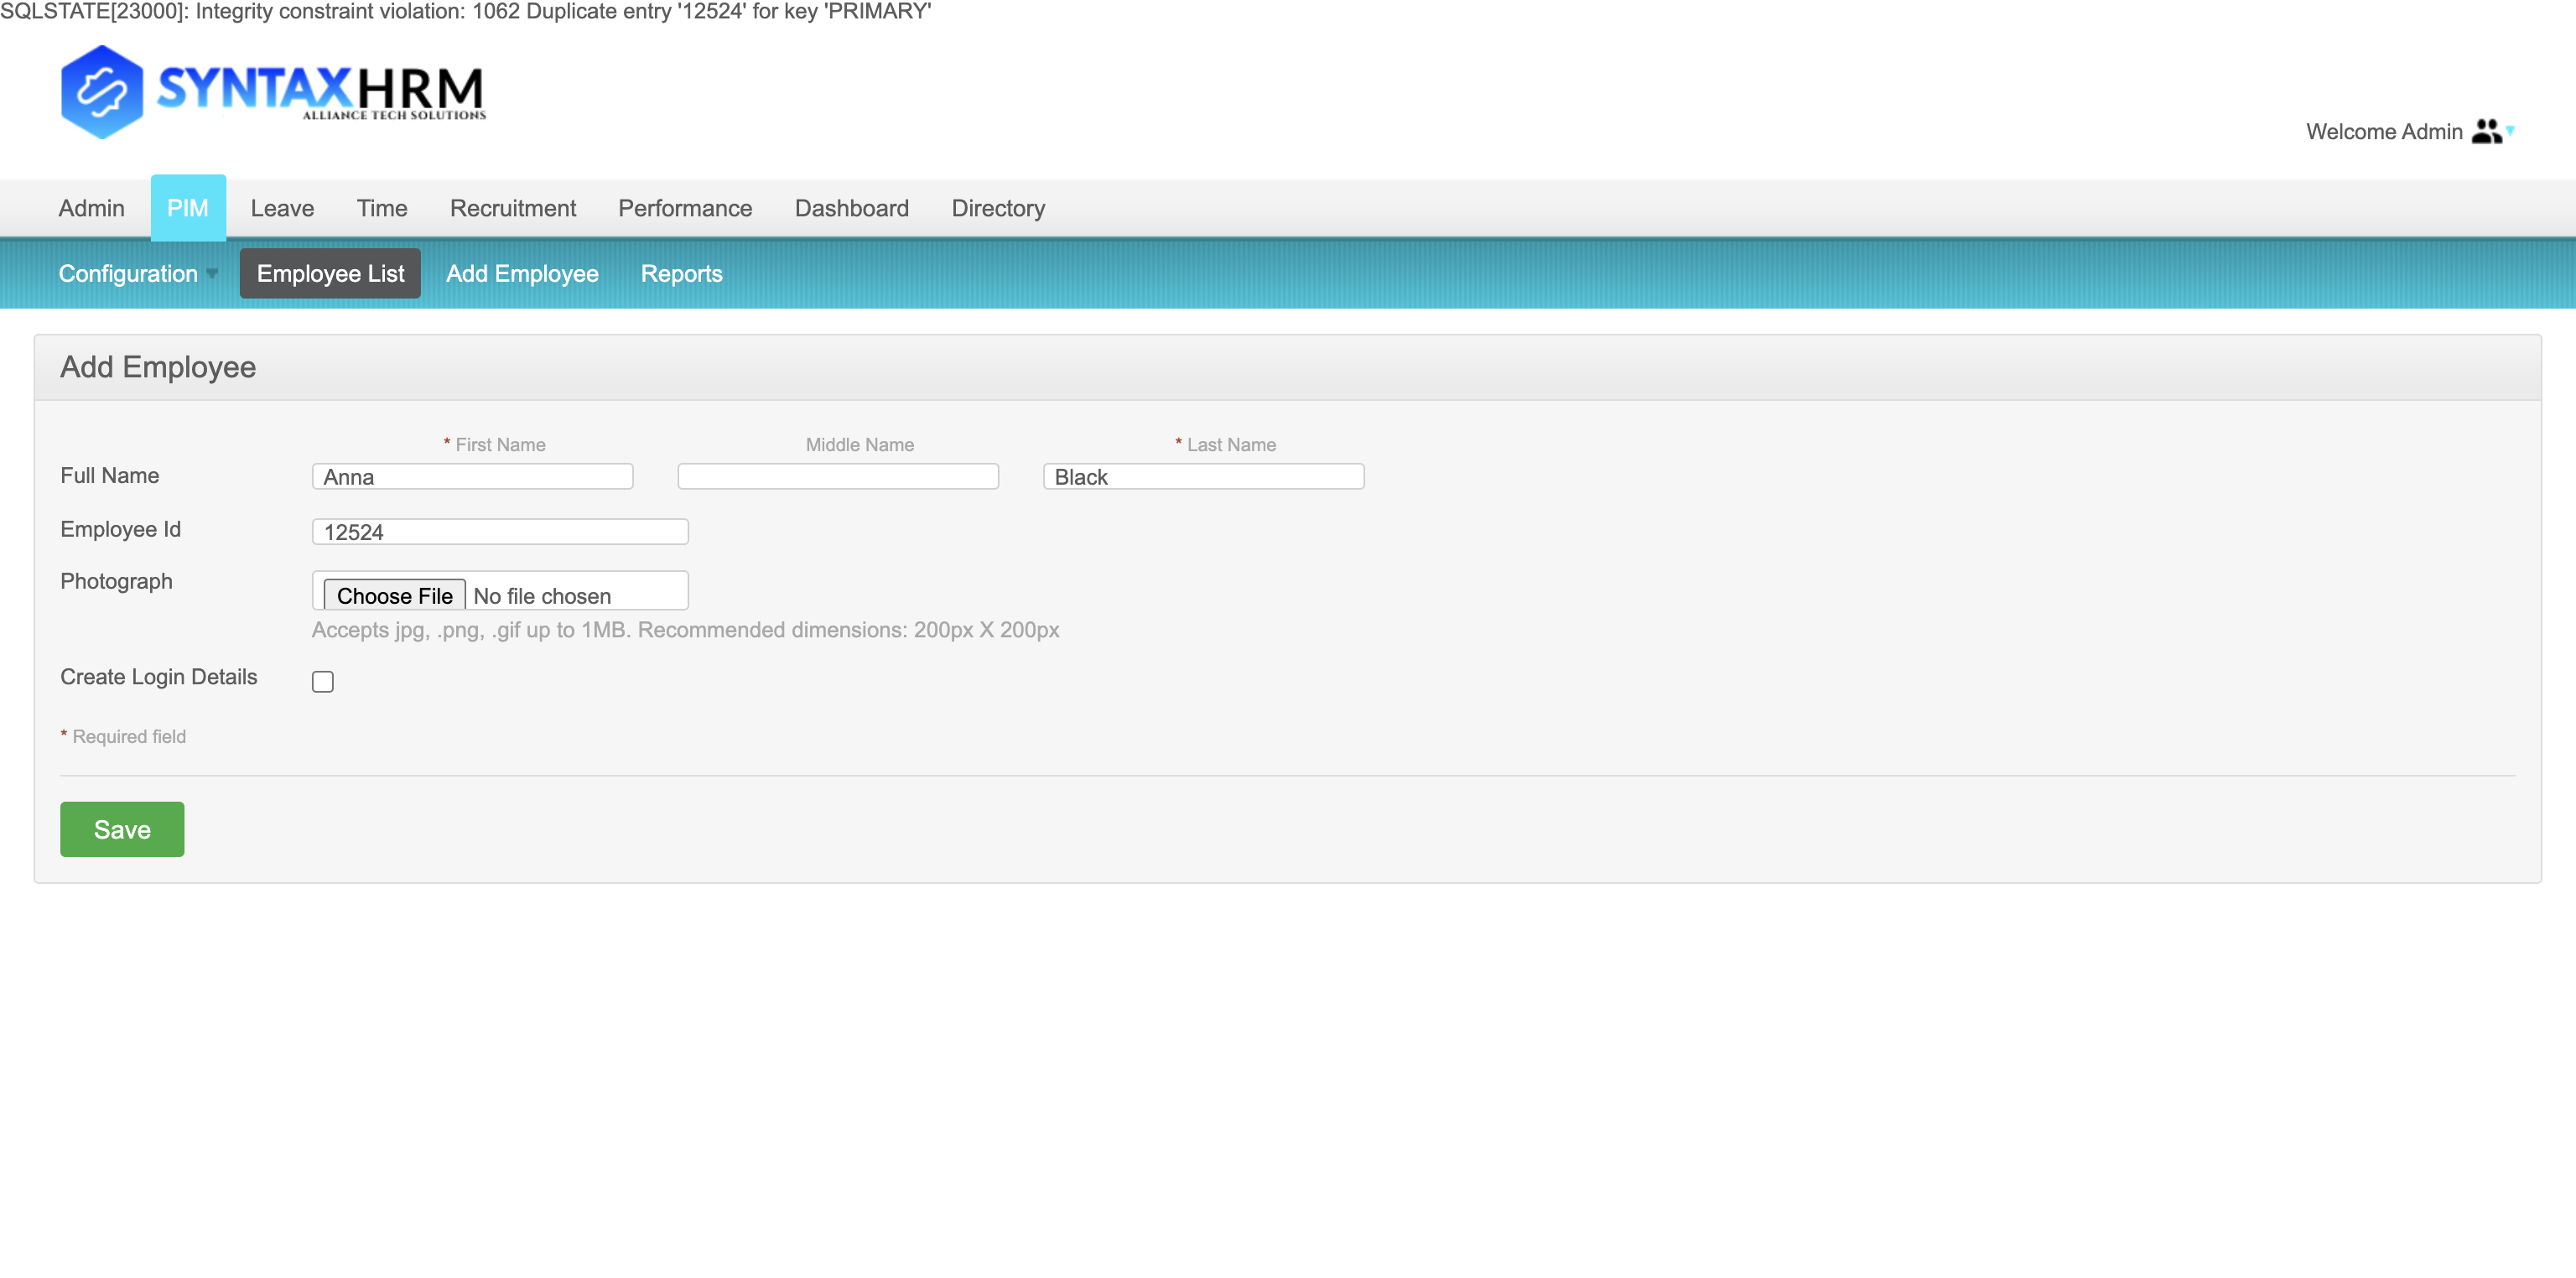 SQLSTATE[23000]: Integrity constraint violation: 1062 Duplicate entry '12524' for key 'PRIMARY'
SYNTAXHRM
ALLIANCE TECH SOLUTIONS
Welcome Admin
Admin PIM Leave Time Recruitment Performance Dashboard Directory
Configuration Employee List Add Employee Reports
Add Employee
* First Name Middle Name * Last Name
Full Name Anna Black
Employee Id 12524
Photograph Choose File No file chosen
Accepts jpg, .png, .gif up to 1MB. Recommended dimensions: 200px X 200px
Create Login Details
* Required field
Save